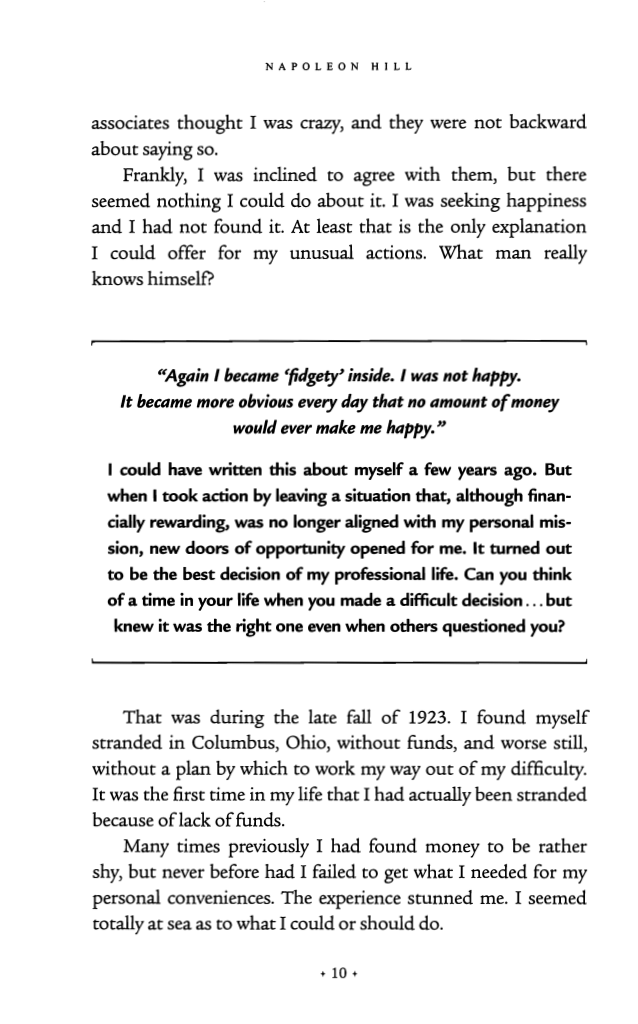 NAPOLEON HILL
associates thought I was crazy, and they were not backward
about saying so.
Frankly, I was inclined to agree with them, but there
seemed nothing I could do about it. I was seeking happiness
and I had not found it. At least that is the only explanation
I could offer for my unusual actions. What man really
knows himself?
“Again I became ‘fidgety’ inside. I was not happy.
It became more obvious every day that no amount of money
would ever make me happy.”
I could have written this about myself a few years ago. But
when I took action by leaving a situation that, although finan-
cially rewarding, was no longer aligned with my personal mis-
sion, new doors of opportunity opened for me. It turned out
to be the best decision of my professional life. Can you think
of a time in your life when you made a difficult decision...but
knew it was the right one even when others questioned you?
That was during the late fall of 1923. I found myself
stranded in Columbus, Ohio, without funds, and worse still,
without a plan by which to work my way out of my difficulty.
It was the first time in my life that I had actually been stranded
because of lack of funds.
Many times previously I had found money to be rather
shy, but never before had I failed to get what I needed for my
personal conveniences. The experience stunned me. I seemed
totally at sea as to what I could or should do.
• 10 •